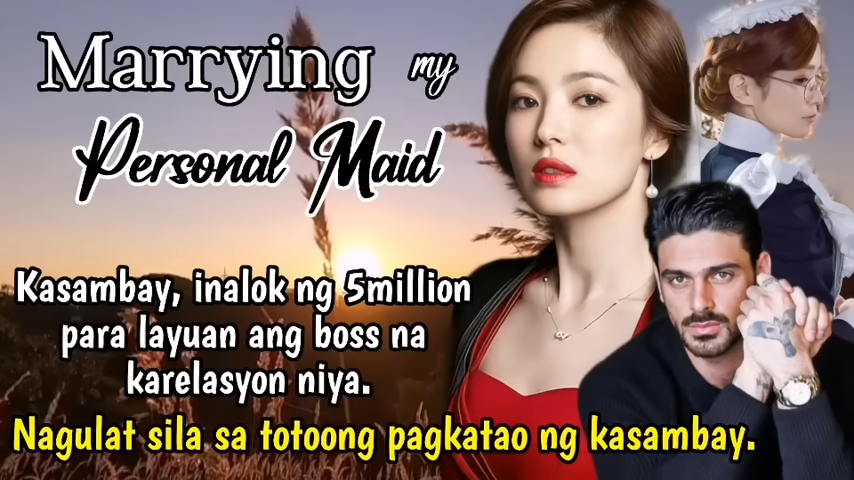 Marrying my
Personal Maid
Kasambay, inalok ng 5million
para layuan ang boss na
karelasyon niya.
Nagulat sila sa totoong pagkatao ng kasambay.